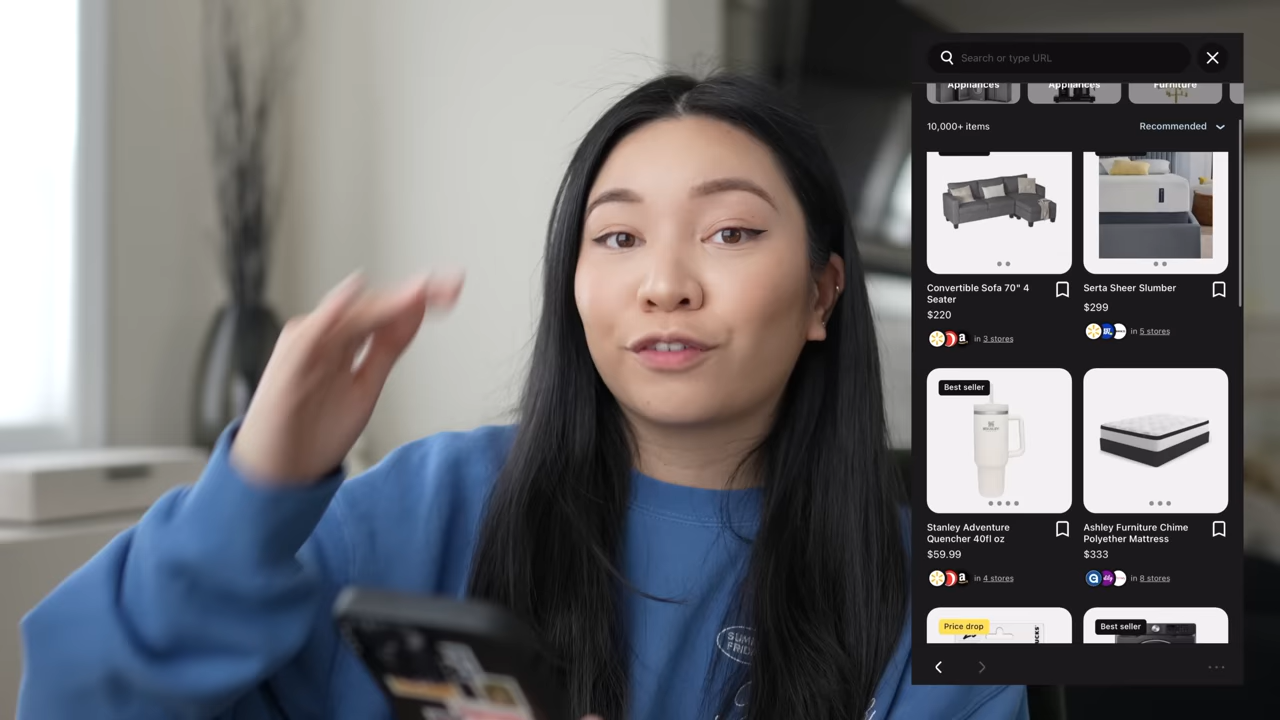 Search or type URL
Appliances
Appliances
Furniture
10,000+ items
Recommended
Convertible Sofa 70" 4
Seater
$220
in 3 stores
Serta Sheer Slumber
$299
in 5 stores
Best seller
Stanley Adventure
Quencher 40fl oz
$59.99
in 4 stores
Ashley Furniture Chime
Polyether Mattress
$333
in 8 stores
Price drop
Best seller